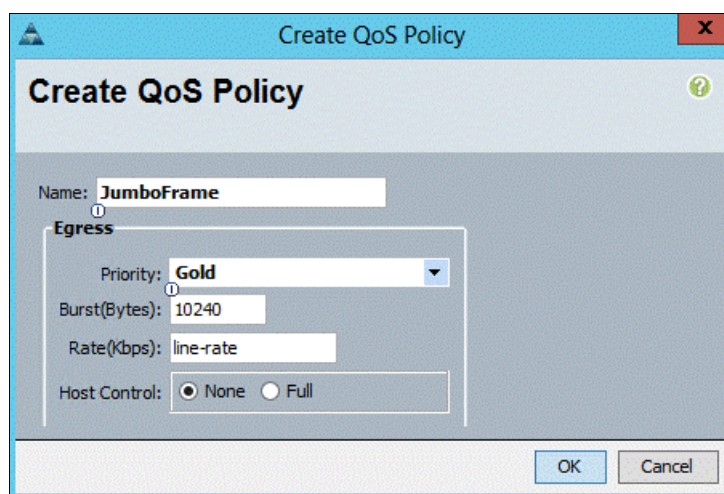 Create QoS Policy
x
Create QoS Policy
?
Name: JumboFrame
Egress
Priority: Gold
Burst(Bytes): 10240
Rate(Kbps): line-rate
Host Control: None Full
OK Cancel